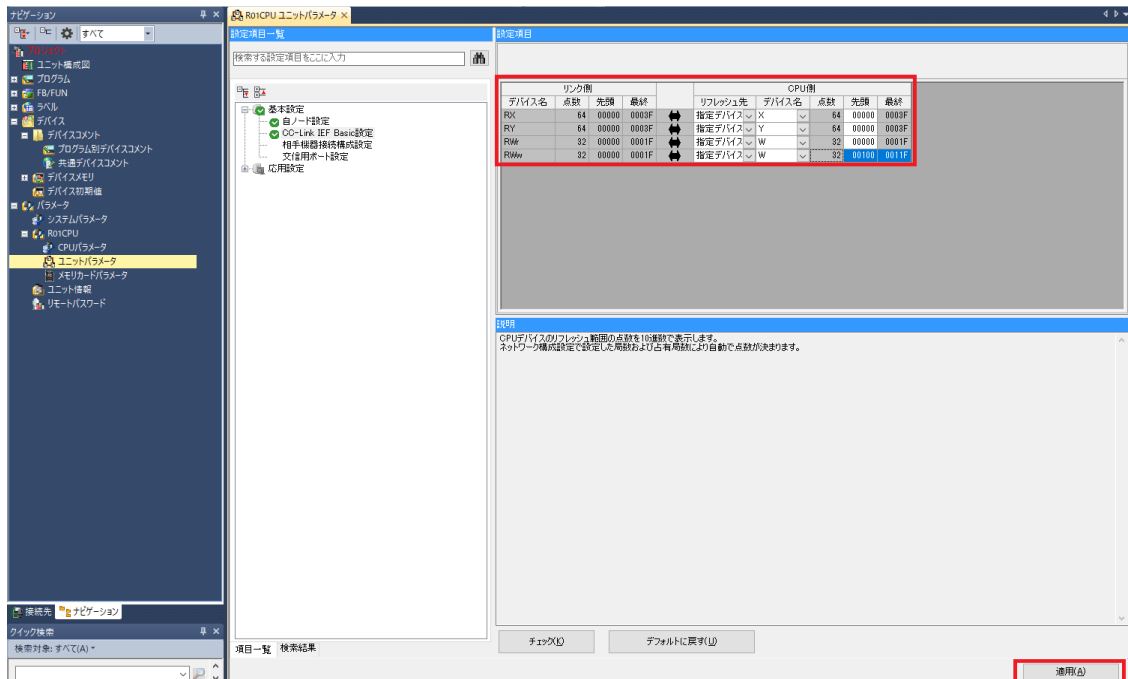 ナビゲーション
すべて
プロジェクト
ユニット構成図
プログラム
FB/FUN
ラベル
デバイス
デバイスコメント
プログラム別デバイスコメント
共通デバイスコメント
デバイスメモリ
デバイス初期値
パラメータ
システムパラメータ
R01CPU
CPUパラメータ
ユニットパラメータ
メモリカードパラメータ
ユニット情報
リモートパスワード
接続先 ナビゲーション
クイック検索
検索対象: すべて(A)
R01CPU ユニットパラメータ
設定項目一覧
検索する設定項目をここに入力
基本設定
自ノード設定
CC-Link IEF Basic設定
相手機器接続構成設定
交信用ポート設定
応用設定
項目一覧 検索結果
設定項目
リンク側 CPU側
デバイス名 点数 先頭 最終 リフレッシュ先 デバイス名 点数 先頭 最終
RX 64 00000 0003F 指定デバイス X 64 00000 0003F
RY 64 00000 0003F 指定デバイス Y 64 00000 0003F
RWr 32 00000 0001F 指定デバイス W 32 00000 0001F
RWw 32 00000 0001F 指定デバイス W 32 00100 0011F
説明
CPUデバイスのリフレッシュ範囲の点数を10進数で表示します。
ネットワーク構成設定で設定した局数および占有局数により自動で点数が決まります。
チェック(K) デフォルトに戻す(U)
適用(A)